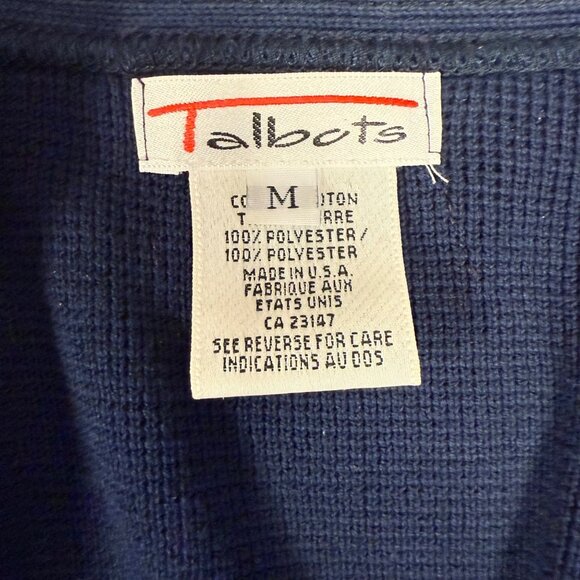 Talbots
M
100% POLYESTER /
100% POLYESTER
MADE IN U.S.A.
FABRIQUE AUX
ETATS UNIS
CA 23147
SEE REVERSE FOR CARE
INDICATIONS AU DOS